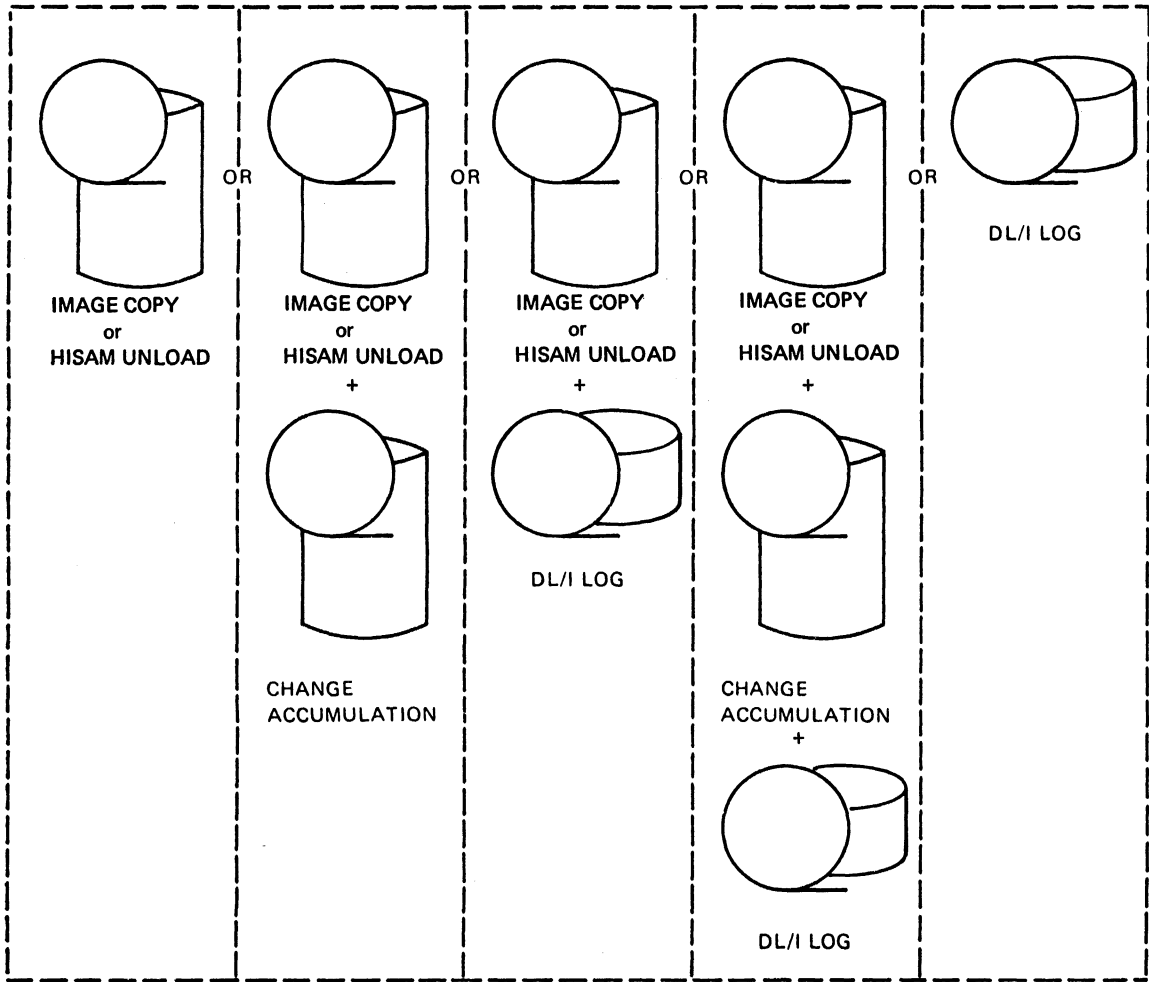 IMAGE COPY
or
HISAM UNLOAD
OR
IMAGE COPY
or
HISAM UNLOAD
+
CHANGE
ACCUMULATION
OR
IMAGE COPY
or
HISAM UNLOAD
+
DL/I LOG
OR
IMAGE COPY
or
HISAM UNLOAD
+
CHANGE
ACCUMULATION
+
DL/I LOG
OR
DL/I LOG